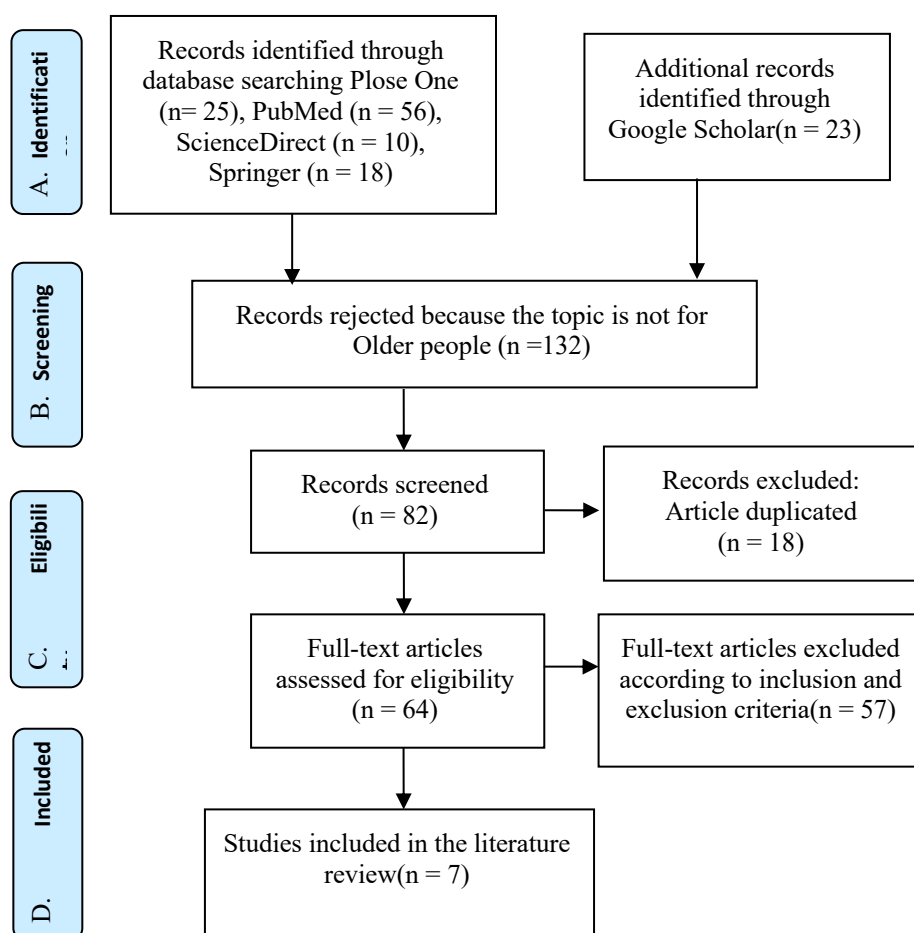 A. Identificati
Records identified through
database searching Plose One
(n= 25), PubMed (n = 56),
ScienceDirect (n = 10),
Springer (n = 18)
Additional records
identified through
Google Scholar(n = 23)
B. Screening
Records rejected because the topic is not for
Older people (n =132)
Records screened
(n = 82)
Records excluded:
Article duplicated
(n = 18)
C. Eligibili
Full-text articles
assessed for eligibility
(n = 64)
Full-text articles excluded
according to inclusion and
exclusion criteria(n = 57)
D. Included
Studies included in the literature
review(n = 7)